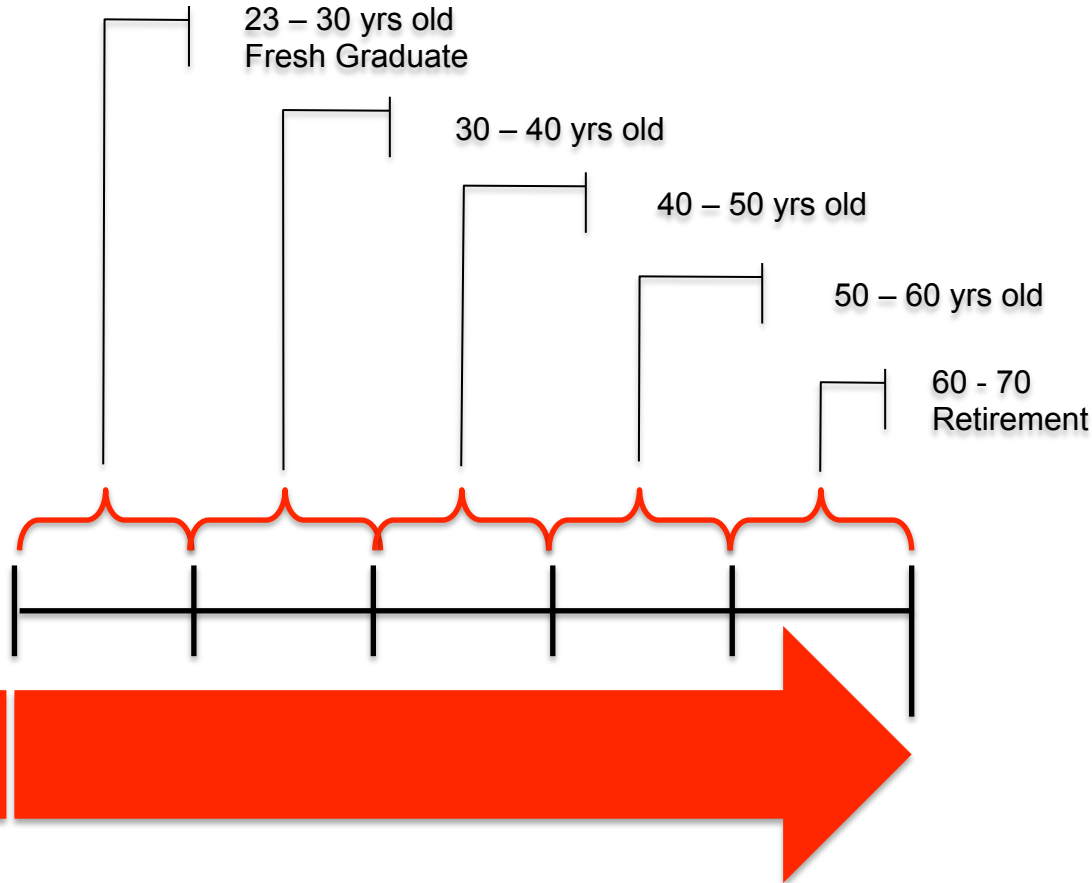 23 – 30 yrs old
Fresh Graduate
30 – 40 yrs old
40 – 50 yrs old
50 – 60 yrs old
60 - 70
Retirement